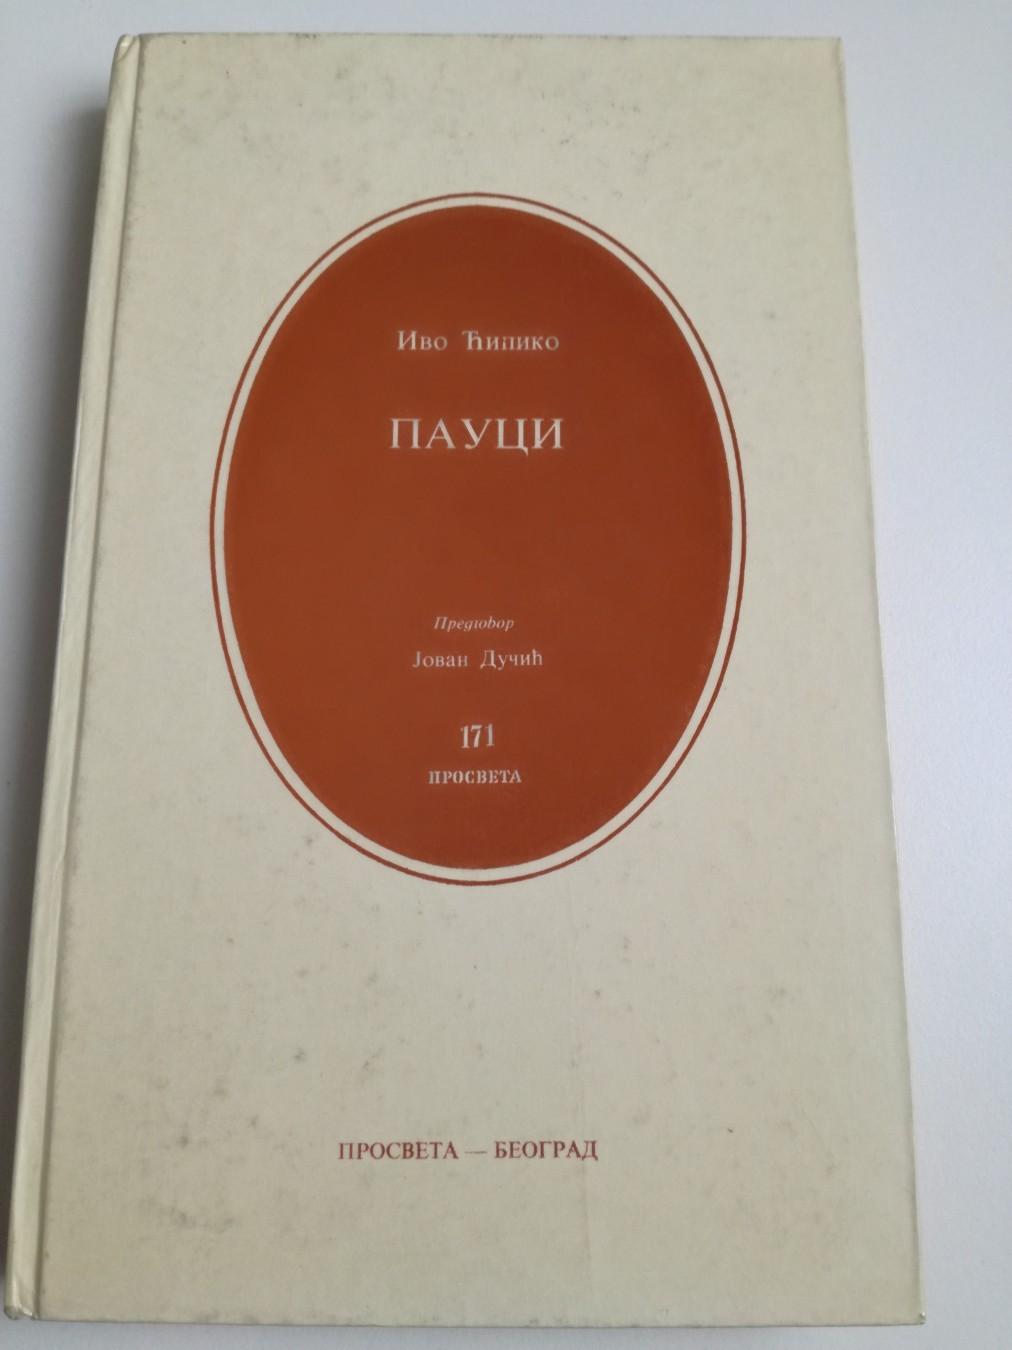 Иво Ћипико
ПАУЦИ
Предговор
Јован Дучић
171
ПРОСВЕТА
ПРОСВЕТА — БЕОГРАД